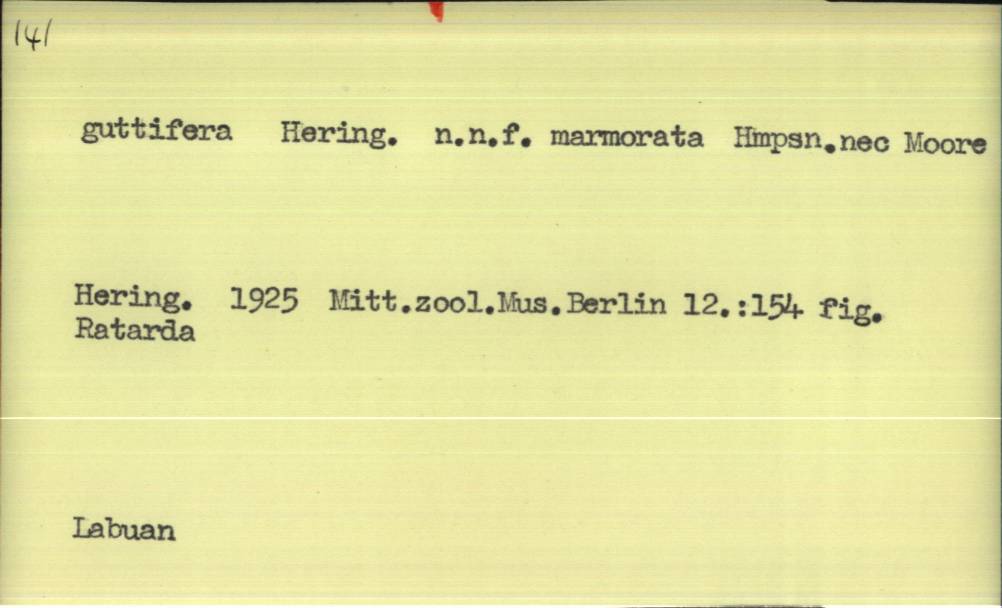 141
guttifera Hering. n.n.f. marmorata Hmpsn.nec Moore
Hering. 1925 Mitt.zool.Mus.Berlin 12.:154 fig.
Ratarda
Labuan